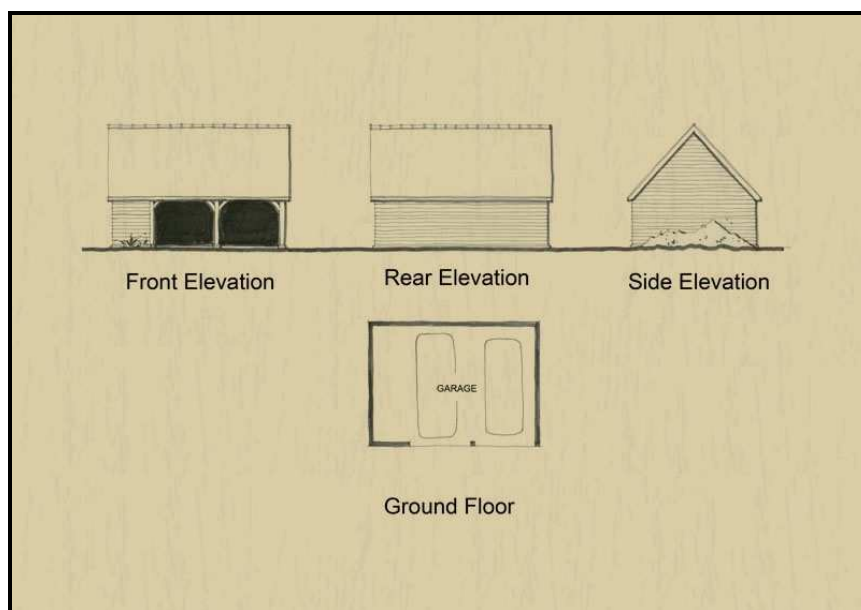 Front Elevation
Rear Elevation
Side Elevation
GARAGE
Ground Floor